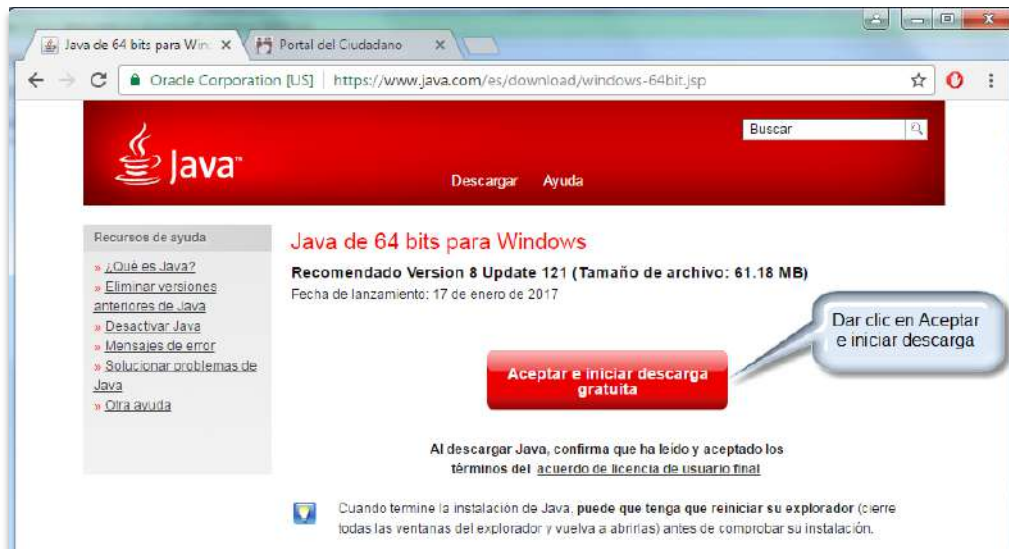 Java de 64 bits para Win
Portal del Ciudadano
Oracle Corporation [US] | https://www.java.com/es/download/windows-64bit.jsp
Buscar
Java™
Descargar Ayuda
Recursos de ayuda
» ¿Qué es Java?
» Eliminar versiones
anteriores de Java
» Desactivar Java
» Mensajes de error
» Solucionar problemas de
Java
» Otra ayuda
Java de 64 bits para Windows
Recomendado Version 8 Update 121 (Tamaño de archivo: 61.18 MB)
Fecha de lanzamiento: 17 de enero de 2017
Dar clic en Aceptar
e iniciar descarga
Aceptar e iniciar descarga
gratuita
Al descargar Java, confirma que ha leído y aceptado los
términos del acuerdo de licencia de usuario final
Cuando termine la instalación de Java, puede que tenga que reiniciar su explorador (cierre
todas las ventanas del explorador y vuelva a abrirlas) antes de comprobar su instalación.